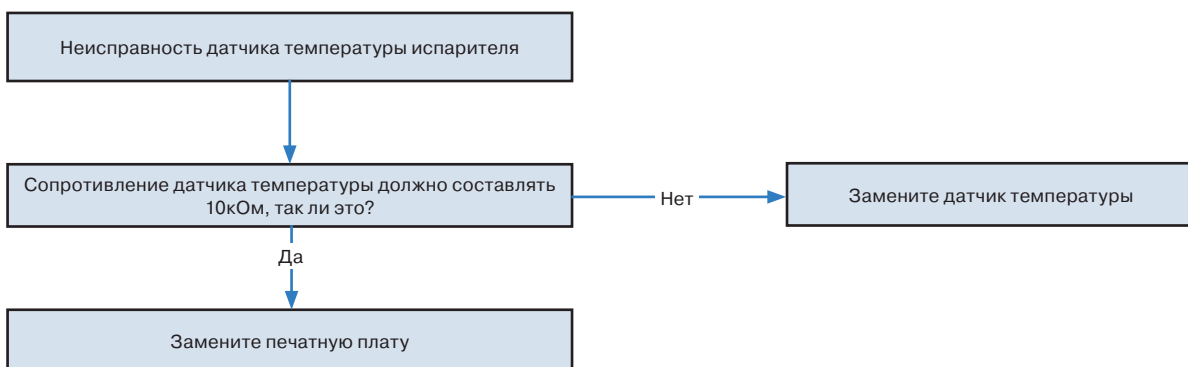 Неисправность датчика температуры испарителя
Сопротивление датчика температуры должно составлять
10кОм, так ли это?
Нет
Замените датчик температуры
Да
Замените печатную плату